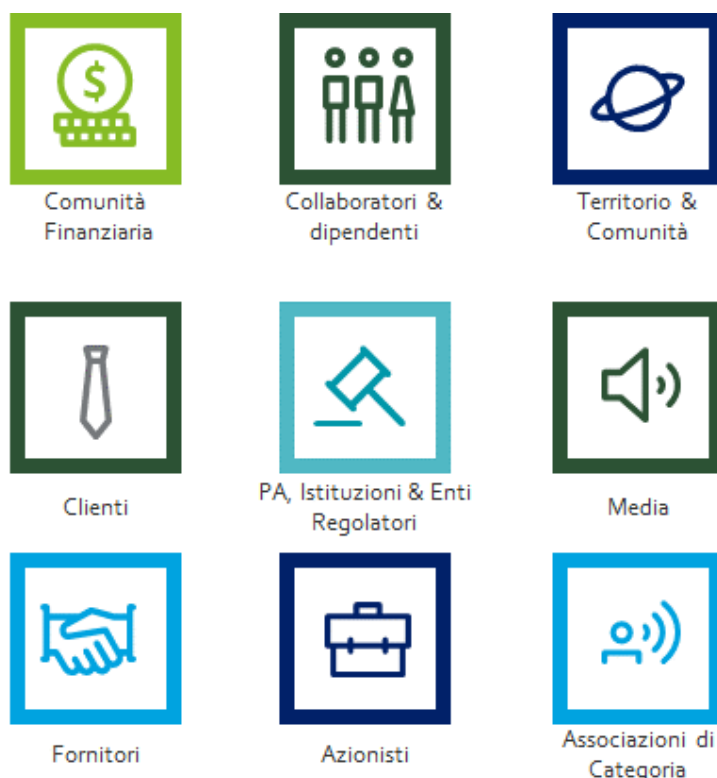 Comunità
Finanziaria
Collaboratori &
dipendenti
Territorio &
Comunità
Clienti
PA, Istituzioni & Enti
Regolatori
Media
Fornitori
Azionisti
Associazioni di
Categoria